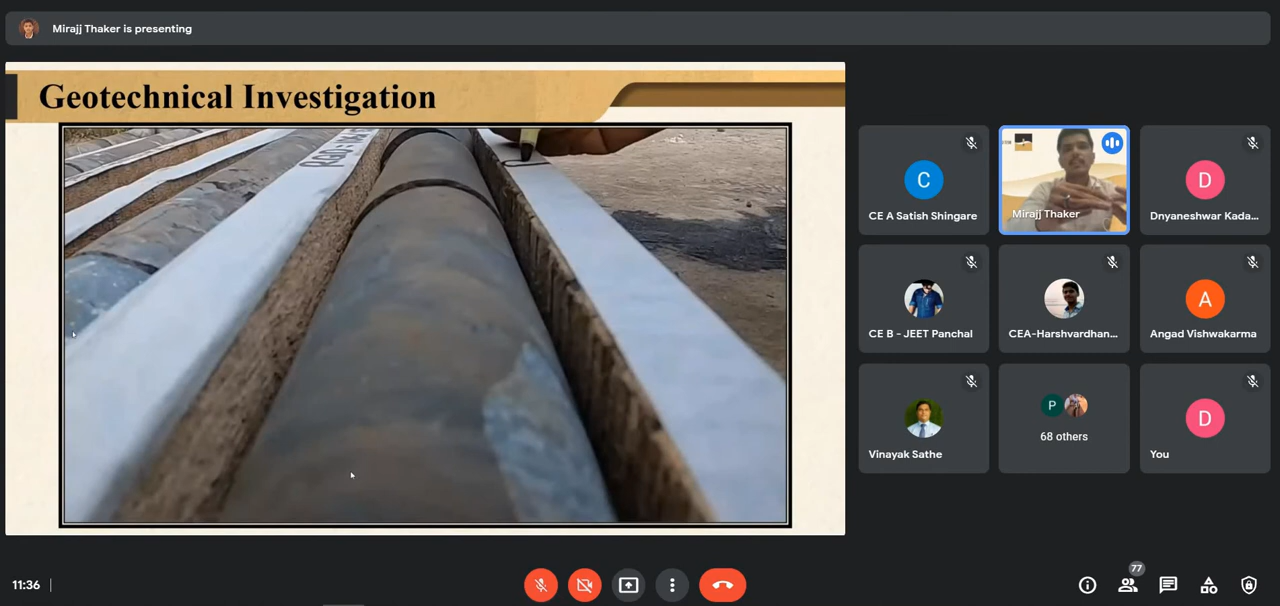 Mirajj Thaker is presenting
Geotechnical Investigation
C
CE A Satish Shingare
Mirajj Thaker
D
Dnyaneshwar Kada...
CE B - JEET Panchal
CEA-Harshvardhan...
A
Angad Vishwakarma
Vinayak Sathe
P
68 others
D
You
11:36
77